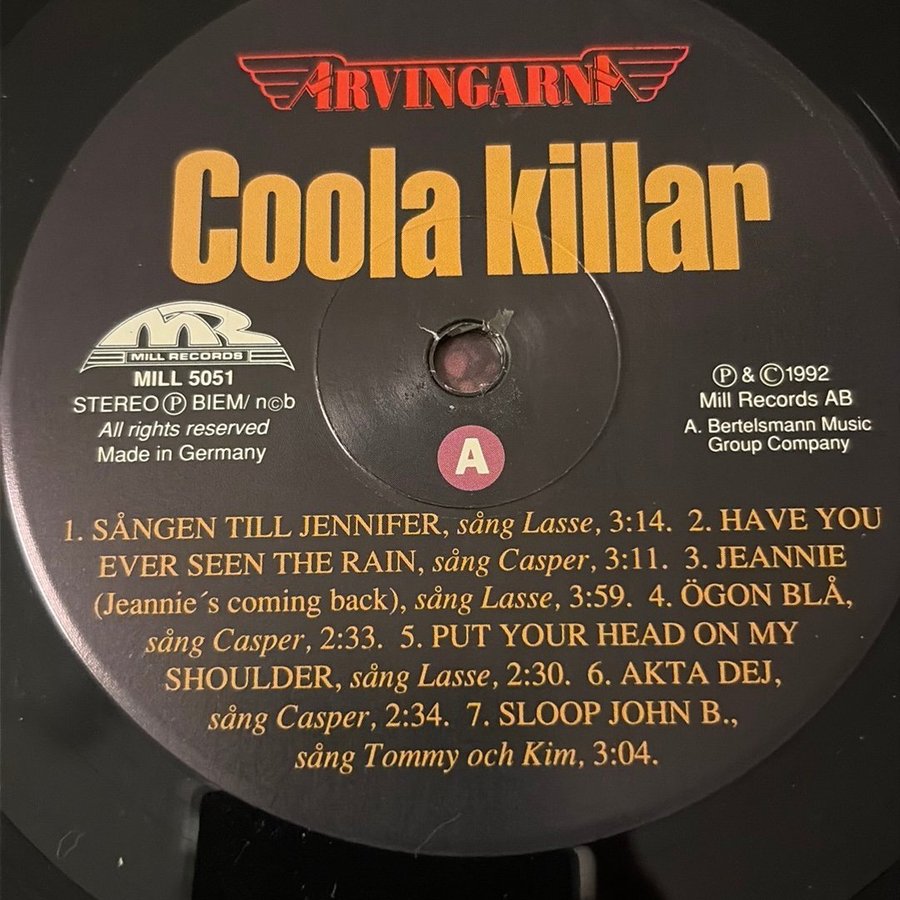 ARVINGARNA
Coola killar
MR
MILL RECORDS
MILL 5051
STEREO Ⓟ BIEM/ n©b
All rights reserved
Made in Germany
Ⓟ & ©1992
Mill Records AB
A. Bertelsmann Music
Group Company
A
1. SÅNGEN TILL JENNIFER, sång Lasse, 3:14. 2. HAVE YOU
EVER SEEN THE RAIN, sång Casper, 3:11. 3. JEANNIE
(Jeannie´s coming back), sång Lasse, 3:59. 4. ÖGON BLÅ,
sång Casper, 2:33. 5. PUT YOUR HEAD ON MY
SHOULDER, sång Lasse, 2:30. 6. AKTA DEJ,
sång Casper, 2:34. 7. SLOOP JOHN B.,
sång Tommy och Kim, 3:04.